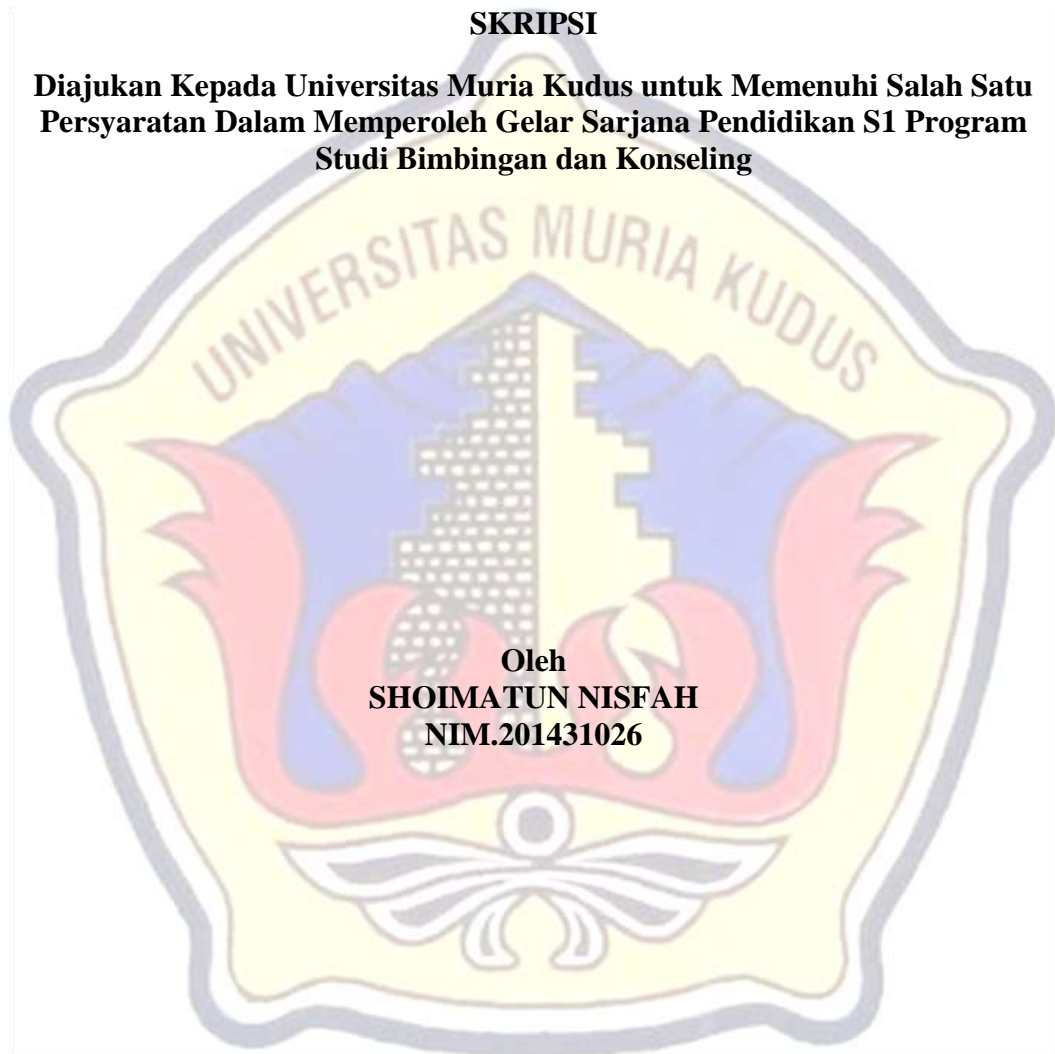 SKRIPSI
Diajukan Kepada Universitas Muria Kudus untuk Memenuhi Salah Satu
Persyaratan Dalam Memperoleh Gelar Sarjana Pendidikan S1 Program
Studi Bimbingan dan Konseling
UNIVERSITAS MURIA KUDUS
Oleh
SHOIMATUN NISFAH
NIM.201431026